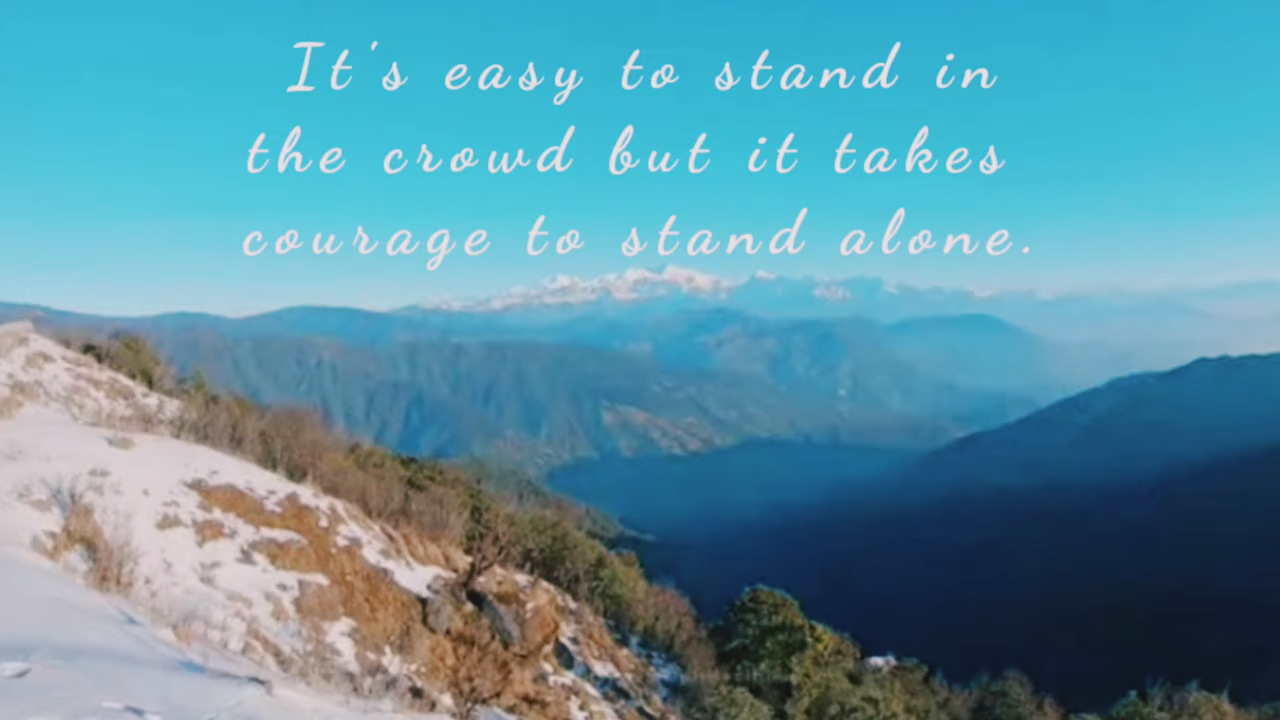 It's easy to stand in
the crowd but it takes
courage to stand alone.